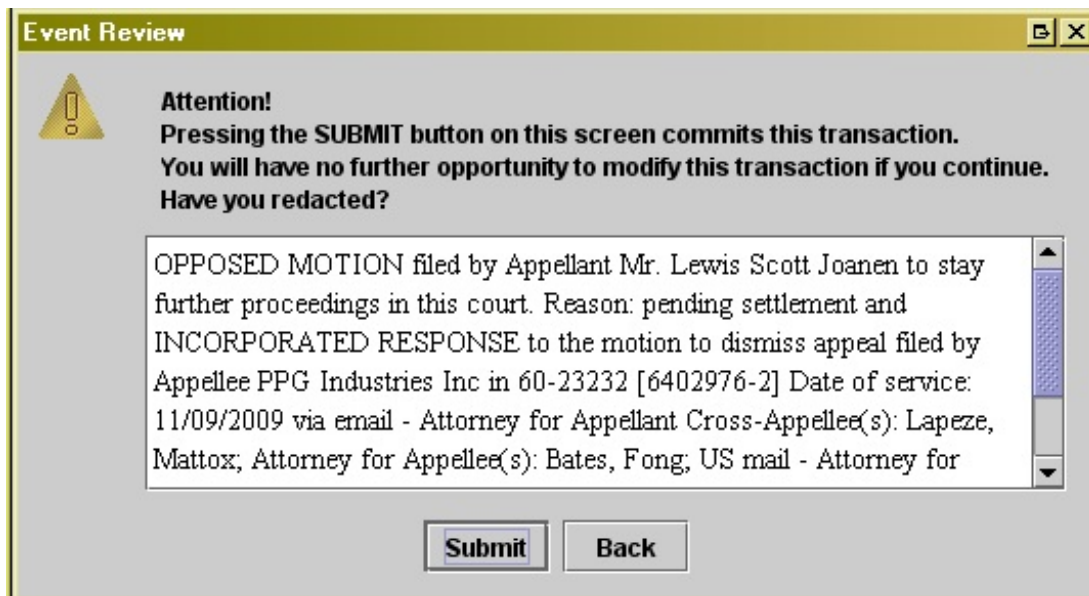 Event Review
Attention!
Pressing the SUBMIT button on this screen commits this transaction.
You will have no further opportunity to modify this transaction if you continue.
Have you redacted?
OPPOSED MOTION filed by Appellant Mr. Lewis Scott Joanen to stay
further proceedings in this court. Reason: pending settlement and
INCORPORATED RESPONSE to the motion to dismiss appeal filed by
Appellee PPG Industries Inc in 60-23232 [6402976-2] Date of service:
11/09/2009 via email - Attorney for Appellant Cross-Appellee(s): Lapeze,
Mattox; Attorney for Appellee(s): Bates, Fong; US mail - Attorney for
Submit Back